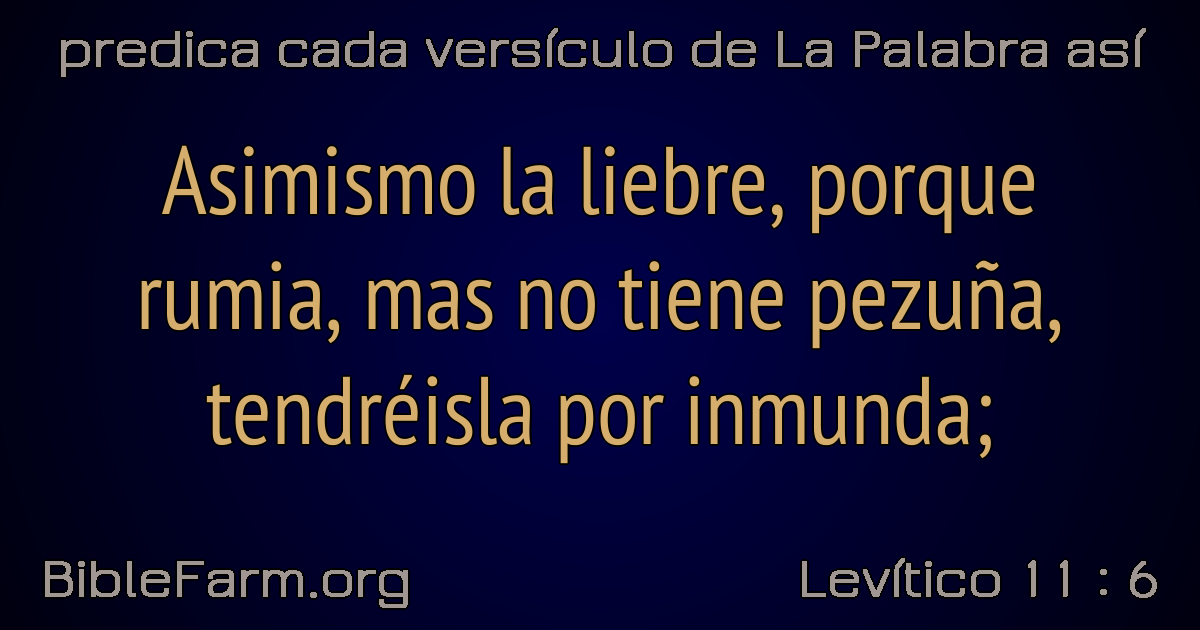 predica cada versículo de La Palabra así
Asimismo la liebre, porque
rumia, mas no tiene pezuña,
tendréisla por inmunda;
BibleFarm.org
Levítico 11 : 6